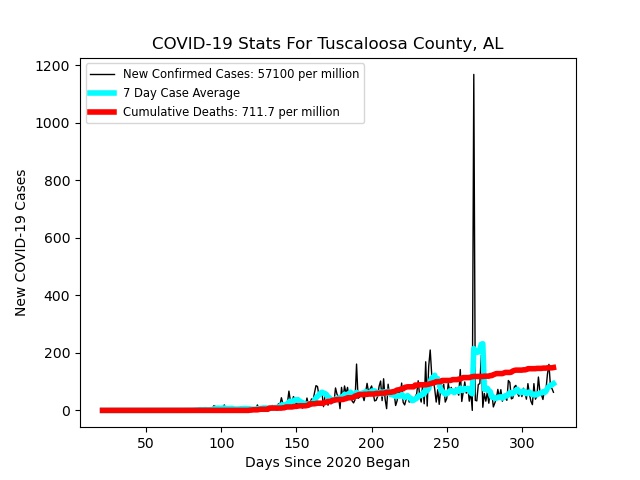 COVID-19 Stats For Tuscaloosa County, AL
New Confirmed Cases: 57100 per million
7 Day Case Average
Cumulative Deaths: 711.7 per million
New COVID-19 Cases
1200
1000
800
600
400
200
0
50 100 150 200 250 300
Days Since 2020 Began